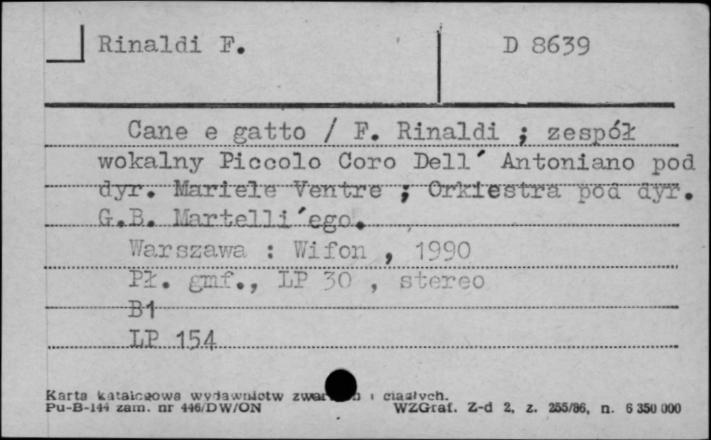 Rinaldi F. D 8639
Cane e gatto / F. Rinaldi ; zespół
wokalny Piccolo Coro Dell´ Antoniano pod
dyr. Mariele Ventre ; Orkiestra pod dyr.
G.B. Martelli´ego.
Warszawa : Wifon , 1990
Pł. gmf., LP 30 , stereo
B1
LP 154
Karta katalogowa wydawnictw i ciągłych.
Pu-B-144 zam. nr 446/DW/ON WZGraf. Z-d 2, z. 255/86, n. 6 350 000